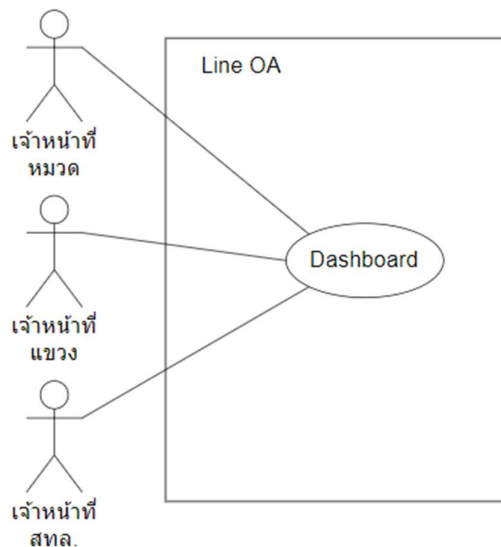 Line OA
เจ้าหน้าที่
หมวด
Dashboard
เจ้าหน้าที่
แขวง
เจ้าหน้าที่
สทล.